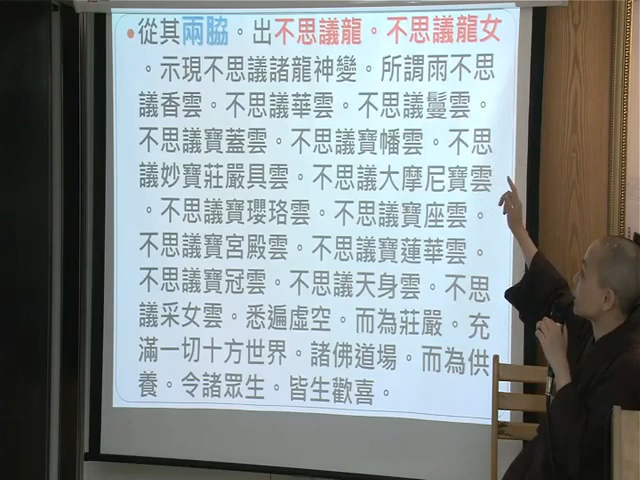 •從其兩脇。出不思議龍。不思議龍女
。示現不思議諸龍神變。所謂雨不思
議香雲。不思議華雲。不思議鬘雲。
不思議寶蓋雲。不思議寶幡雲。不思
議妙寶莊嚴具雲。不思議大摩尼寶雲
。不思議寶瓔珞雲。不思議寶座雲。
不思議寶宮殿雲。不思議寶蓮華雲。
不思議寶冠雲。不思議天身雲。不思
議采女雲。悉遍虛空。而為莊嚴。充
滿一切十方世界。諸佛道場。而為供
養。令諸眾生。皆生歡喜。